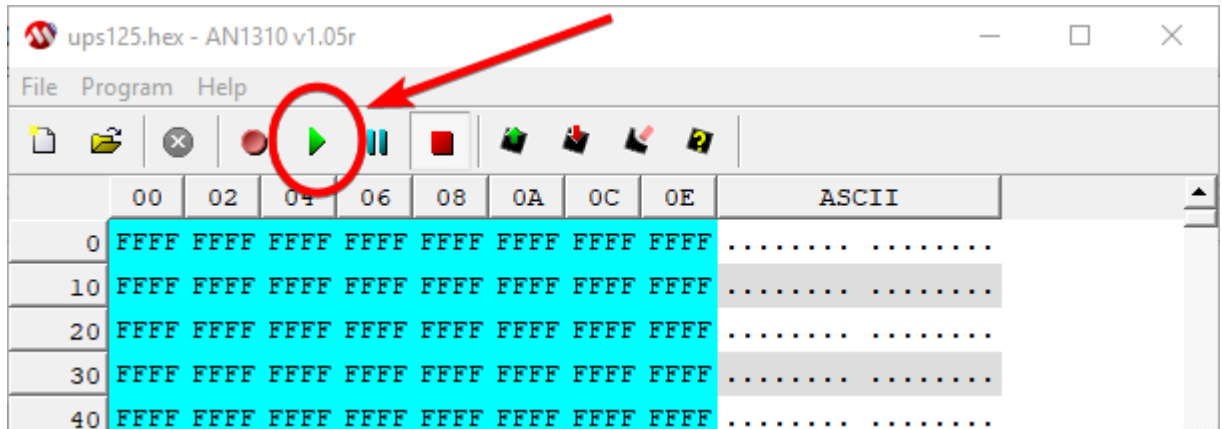 ups125.hex - AN1310 v1.05r
File Program Help
00 02 04 06 08 0A 0C 0E ASCII
0 FFFF FFFF FFFF FFFF FFFF FFFF FFFF FFFF ........ ........
10 FFFF FFFF FFFF FFFF FFFF FFFF FFFF FFFF ........ ........
20 FFFF FFFF FFFF FFFF FFFF FFFF FFFF FFFF ........ ........
30 FFFF FFFF FFFF FFFF FFFF FFFF FFFF FFFF ........ ........
40 FFFF FFFF FFFF FFFF FFFF FFFF FFFF FFFF ........ ........